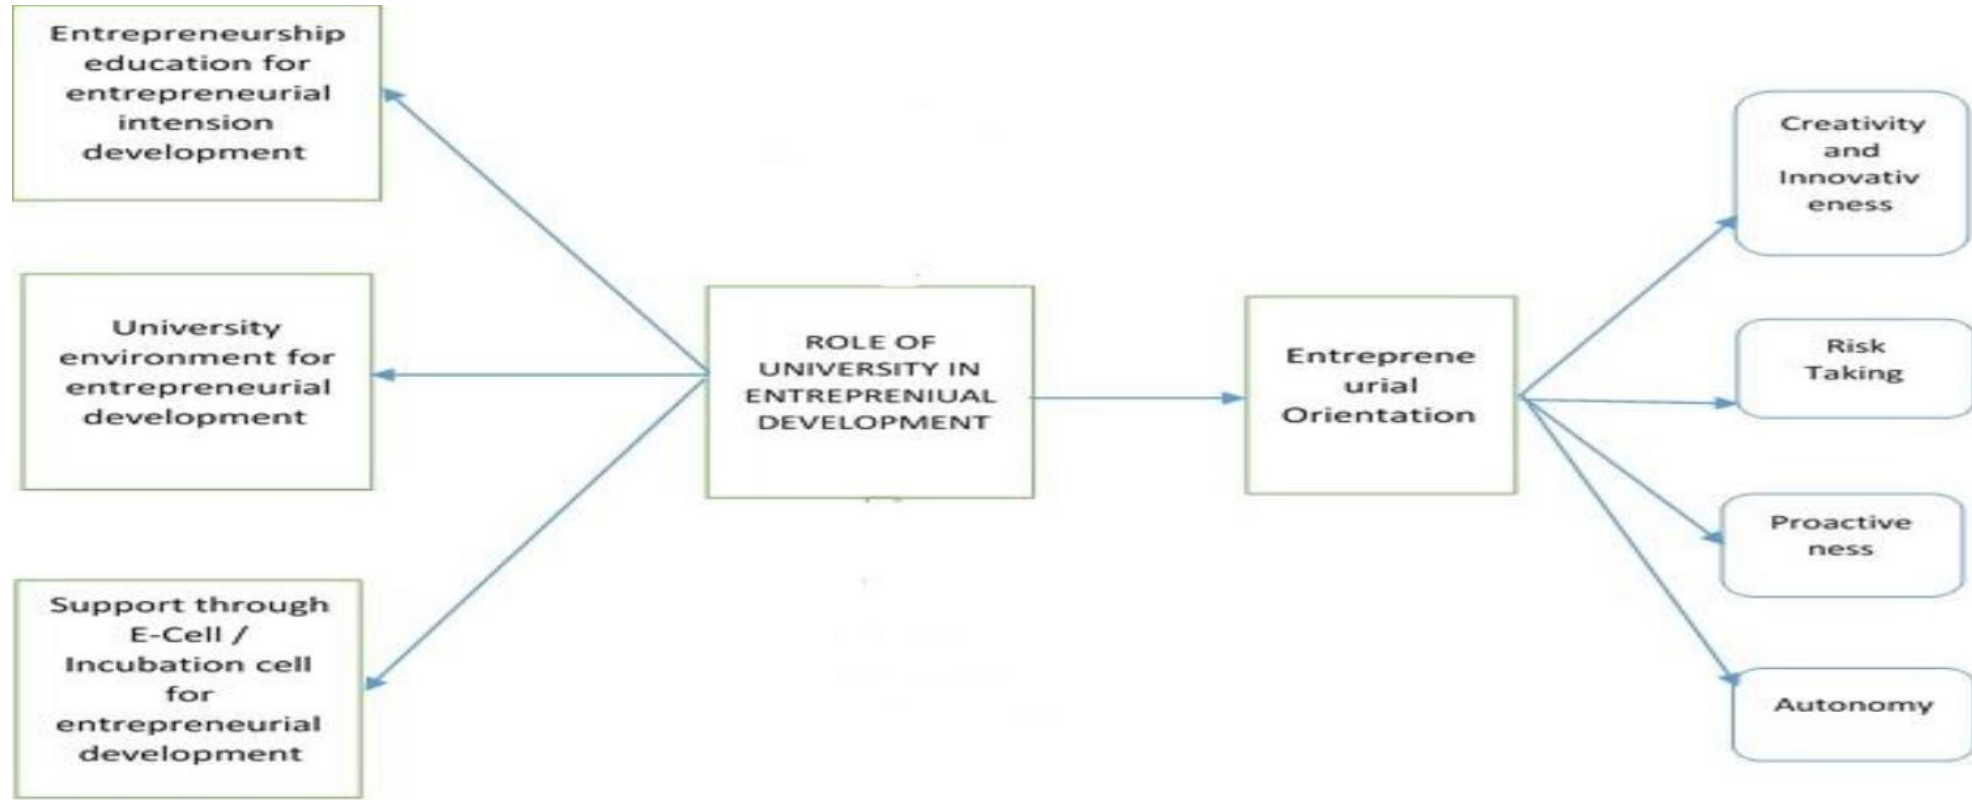 Entrepreneurship
education for
entrepreneurial
intension
development
University
environment for
entrepreneurial
development
Support through
E-Cell /
Incubation cell
for
entrepreneurial
development
ROLE OF
UNIVERSITY IN
ENTREPRENIUAL
DEVELOPMENT
Entreprene
urial
Orientation
Creativity
and
Innovativ
eness
Risk
Taking
Proactive
ness
Autonomy